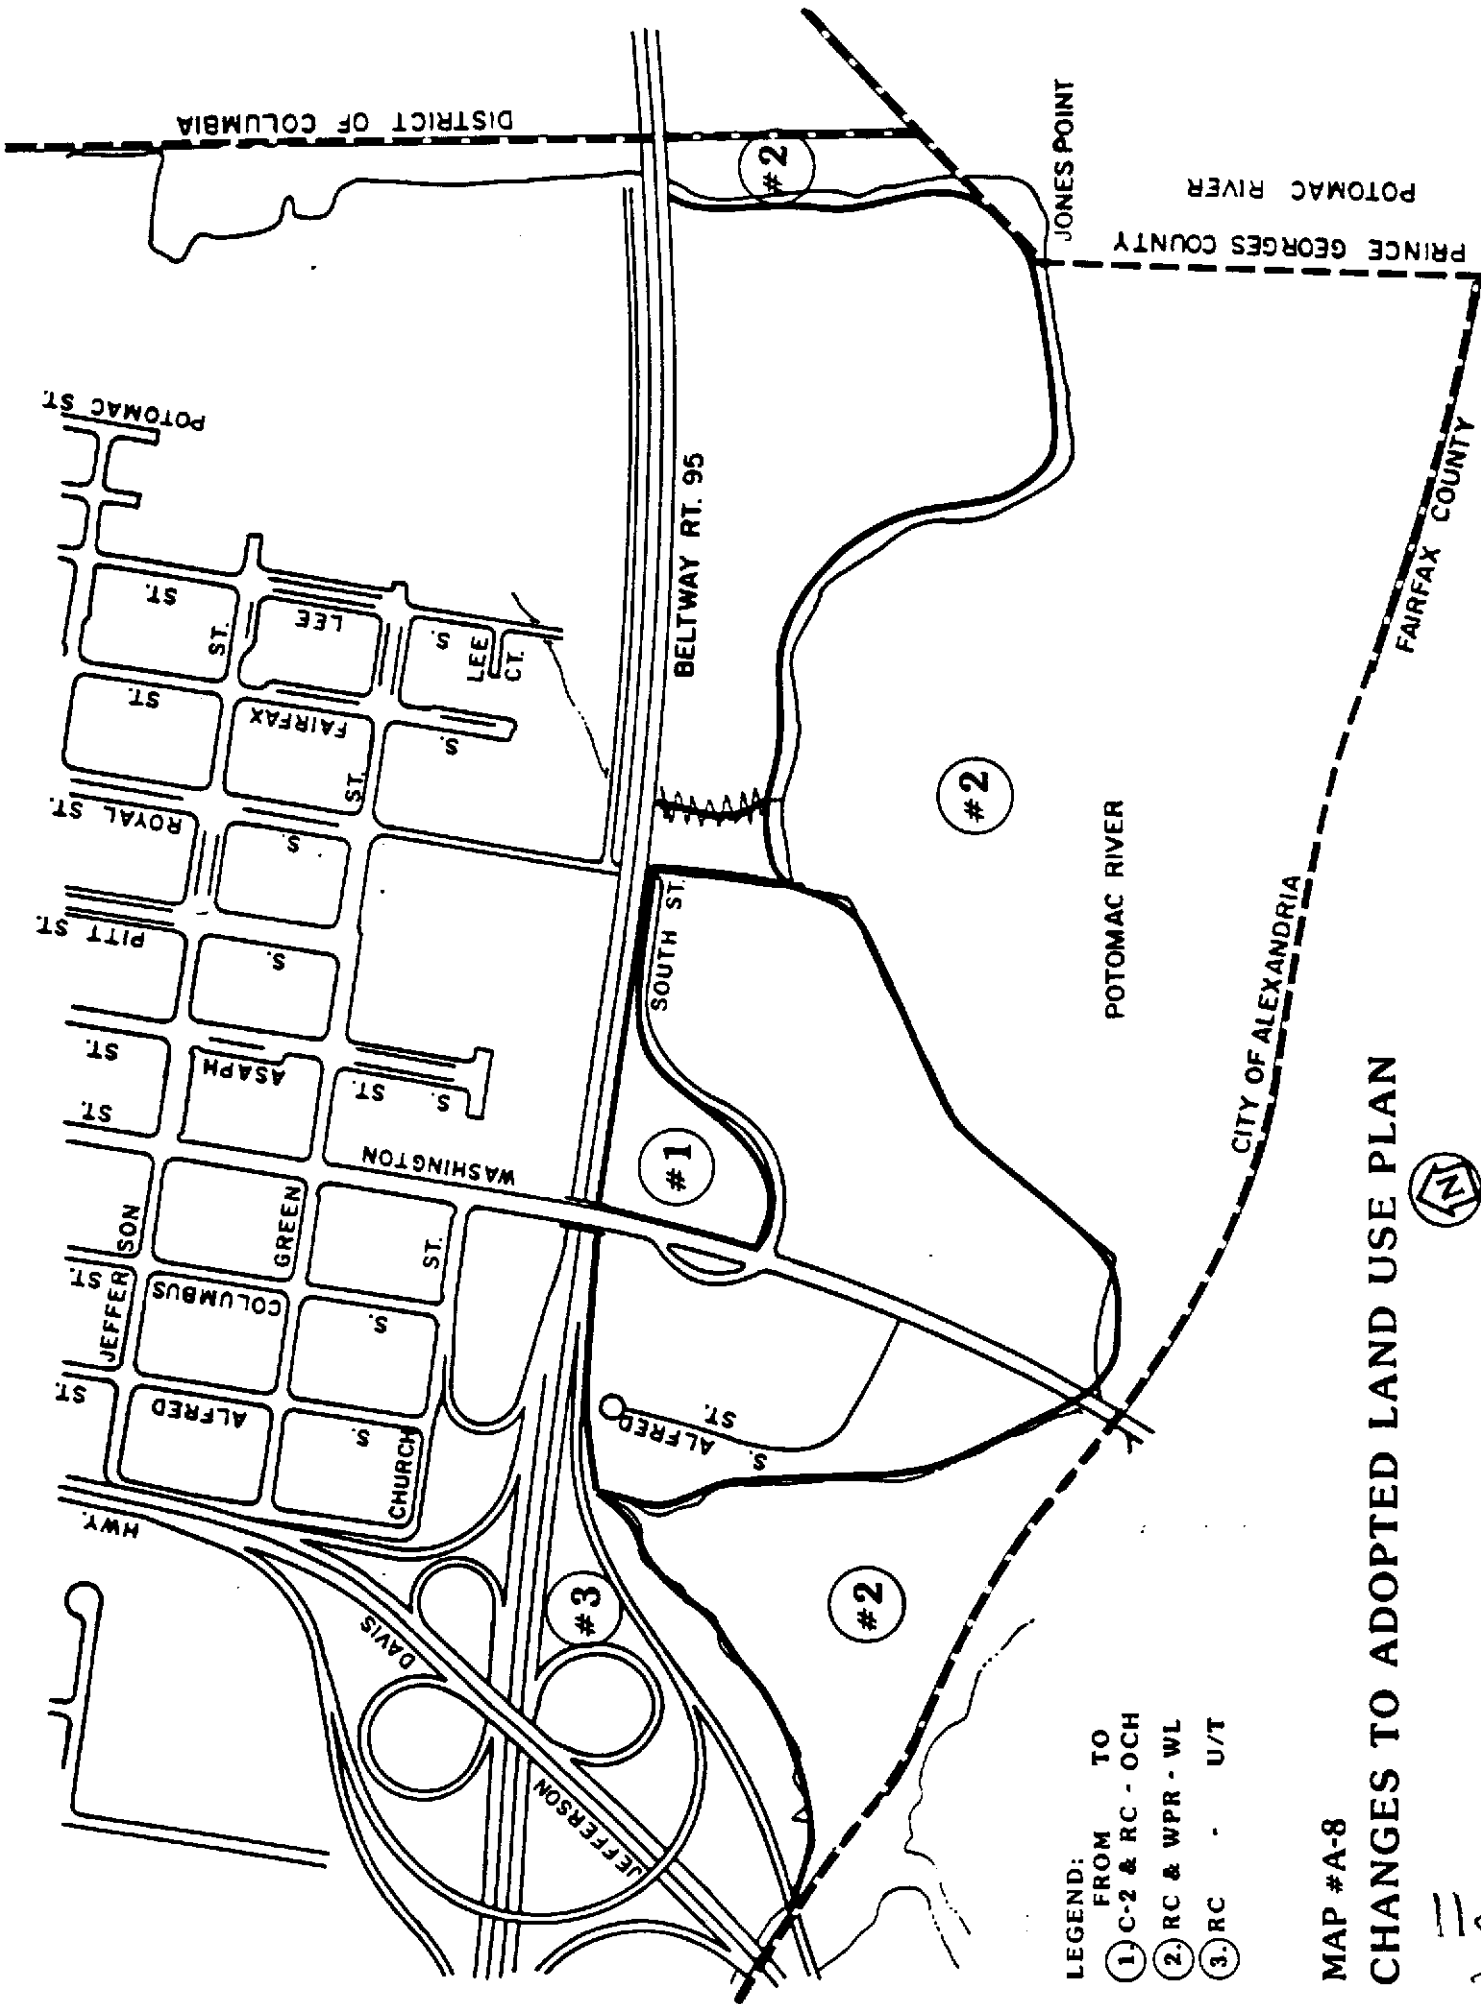 DISTRICT OF COLUMBIA
#2
JONES POINT
POTOMAC RIVER
PRINCE GEORGES COUNTY
POTOMAC ST.
ST.
ST.
LEE
S.
LEE
CT.
BELTWAY RT. 95
ST.
FAIRFAX
ST.
S.
ROYAL ST.
S.
PITT ST.
S.
#2
POTOMAC RIVER
FAIRFAX COUNTY
CITY OF ALEXANDRIA
SOUTH ST.
ST.
ASAPH
ST.
S.
ST.
WASHINGTON
#1
JEFFERSON
ST.
GREEN
ST.
COLUMBUS
S.
ST.
ALFRED
S.
CHURCH
S. ALFRED
ST.
HWY.
DAVIS
JEFFERSON
#3
#2
LEGEND:
FROM TO
1. C-2 & RC - OCH
2. RC & WPR - WL
3. RC - U/T
MAP #A-8
CHANGES TO ADOPTED LAND USE PLAN
N